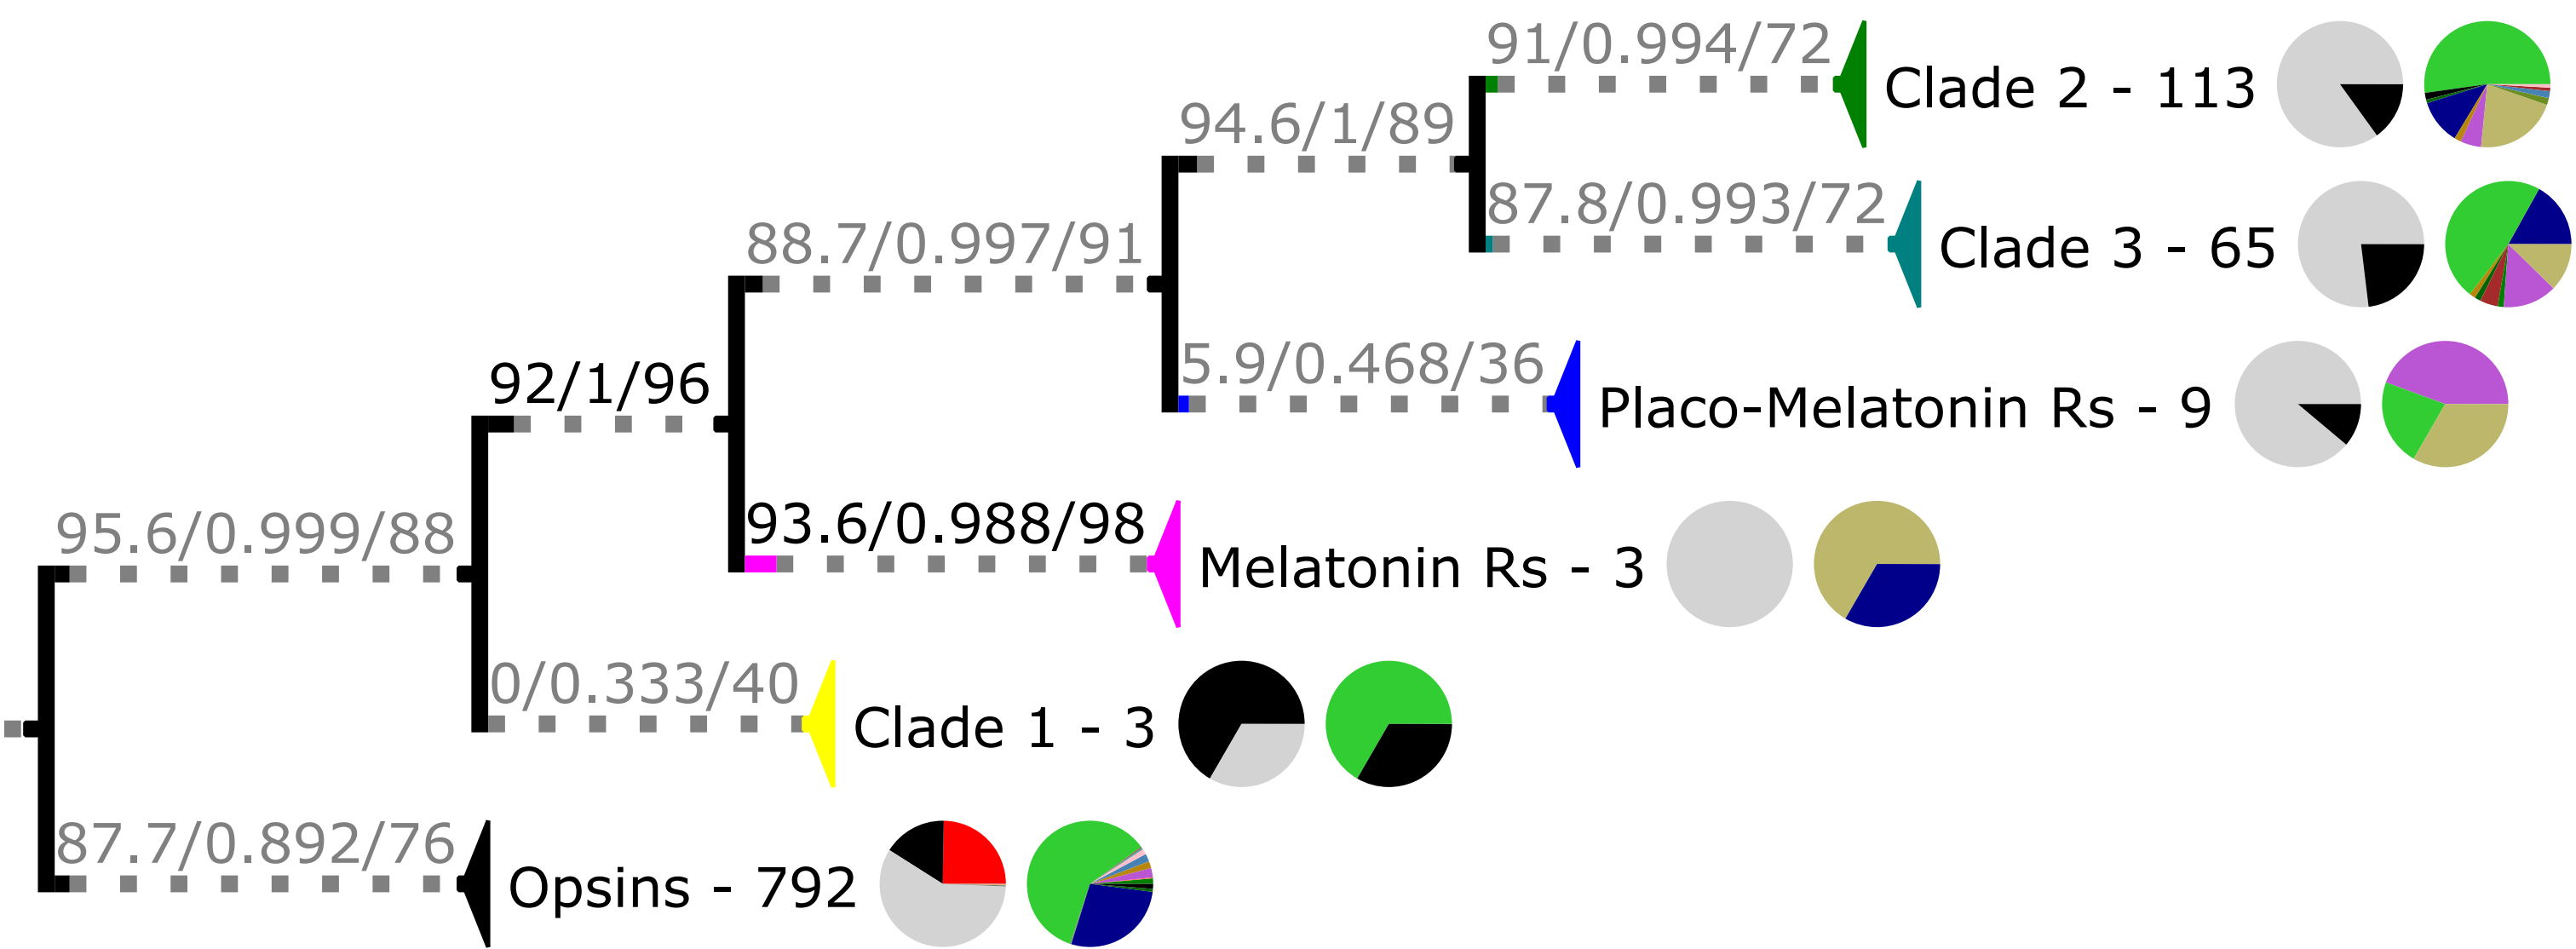 91/0.994/72
Clade 2 - 113
94.6/1/89
87.8/0.993/72
Clade 3 - 65
88.7/0.997/91
5.9/0.468/36
Placo-Melatonin Rs - 9
92/1/96
93.6/0.988/98
Melatonin Rs - 3
95.6/0.999/88
0/0.333/40
Clade 1 - 3
87.7/0.892/76
Opsins - 792